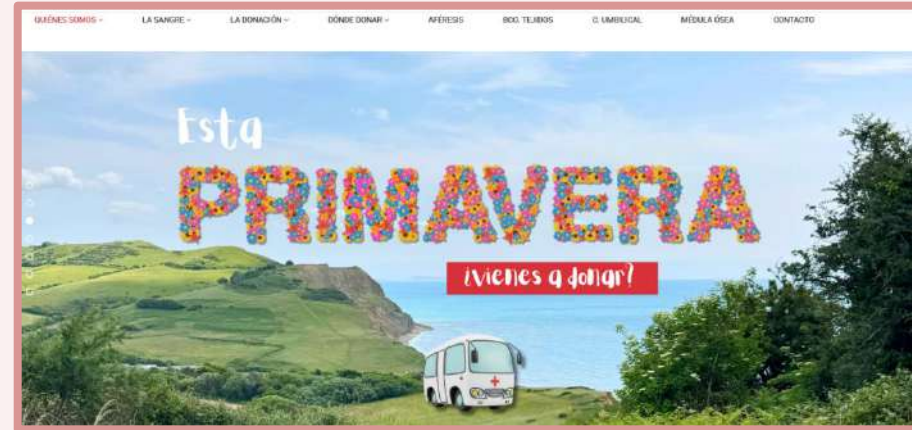 QUIÉNES SOMOS LA SANGRE LA DONACIÓN DÓNDE DONAR AFÉRESIS BCO. TEJIDOS C. UMBILICAL MÉDULA ÓSEA CONTACTO
Esta
PRIMAVERA
¿vienes a donar?